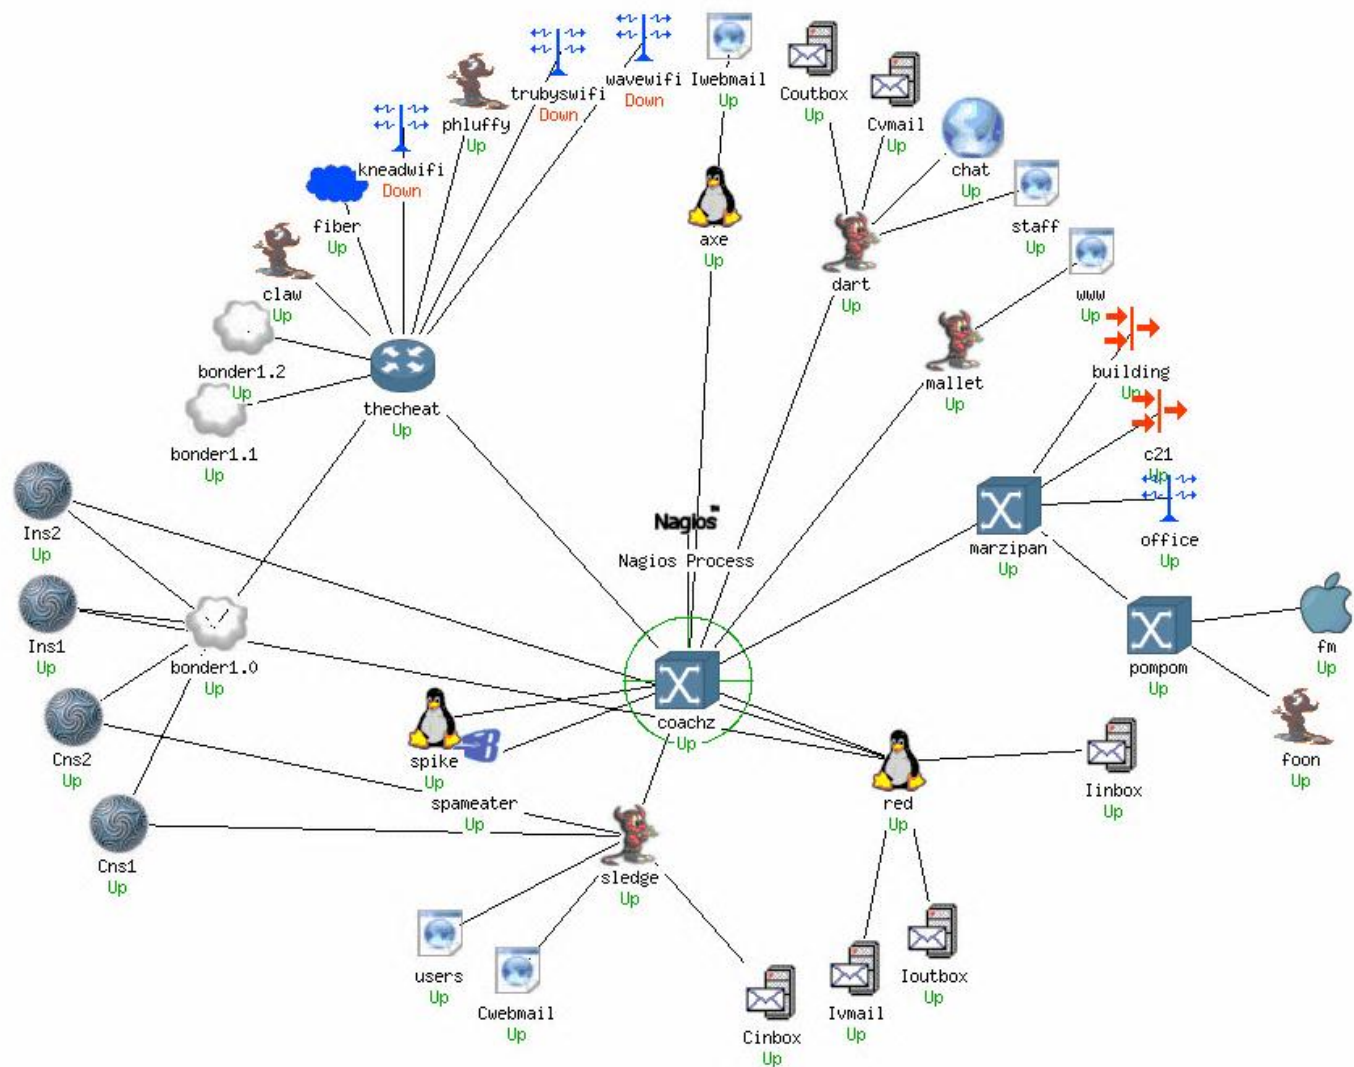 wavewifi
Down
Iwebmail
Up
trubyswifi
Down
Coutbox
Up
phluffy
Up
Cvmail
Up
kneadwifi
Down
chat
Up
fiber
Up
staff
Up
axe
Up
claw
Up
dart
Up
www
Up
bonder1.2
Up
building
Up
mallet
Up
thecheat
Up
bonder1.1
Up
c21
Up
Nagios™
Nagios Process
Ins2
Up
office
Up
marzipan
Up
Ins1
Up
fm
Up
bonder1.0
Up
pompom
Up
coachz
Up
Cns2
Up
spike
Up
foon
Up
Iinbox
Up
spameater
Up
red
Up
Cns1
Up
sledge
Up
users
Up
Ioutbox
Up
Cwebmail
Up
Ivmail
Up
Cinbox
Up